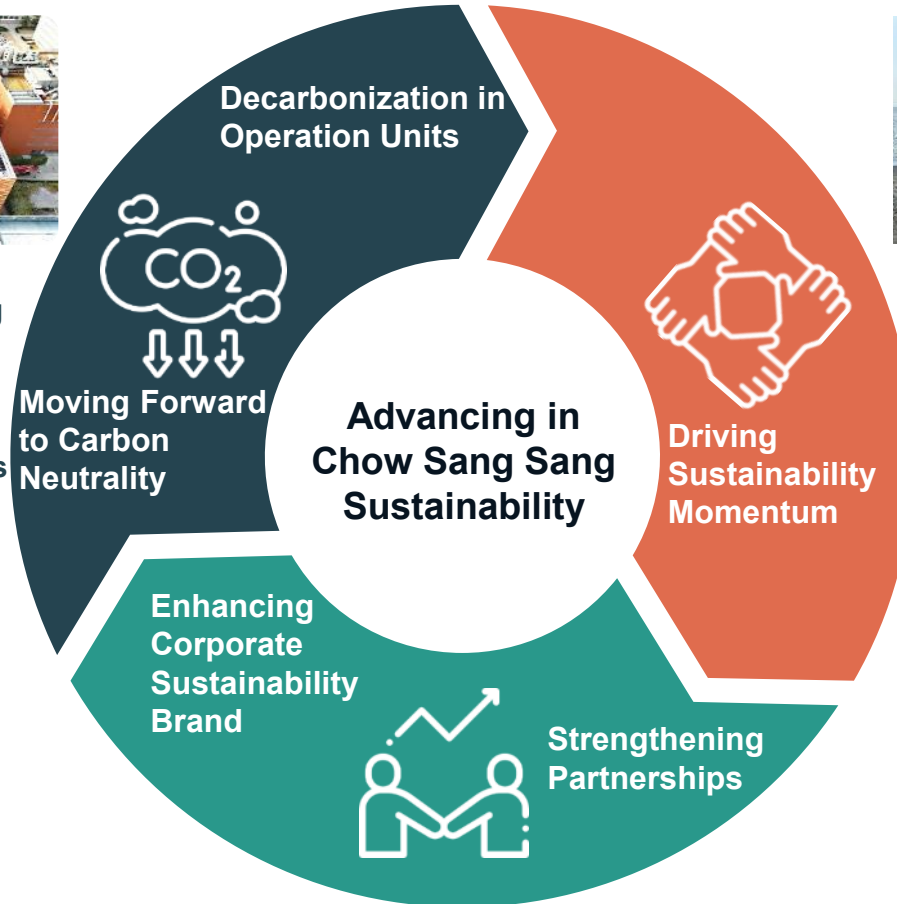 Decarbonization in
Operation Units
CO₂
Moving Forward
to Carbon
Neutrality
Advancing in
Chow Sang Sang
Sustainability
Driving
Sustainability
Momentum
Enhancing
Corporate
Sustainability
Brand
Strengthening
Partnerships